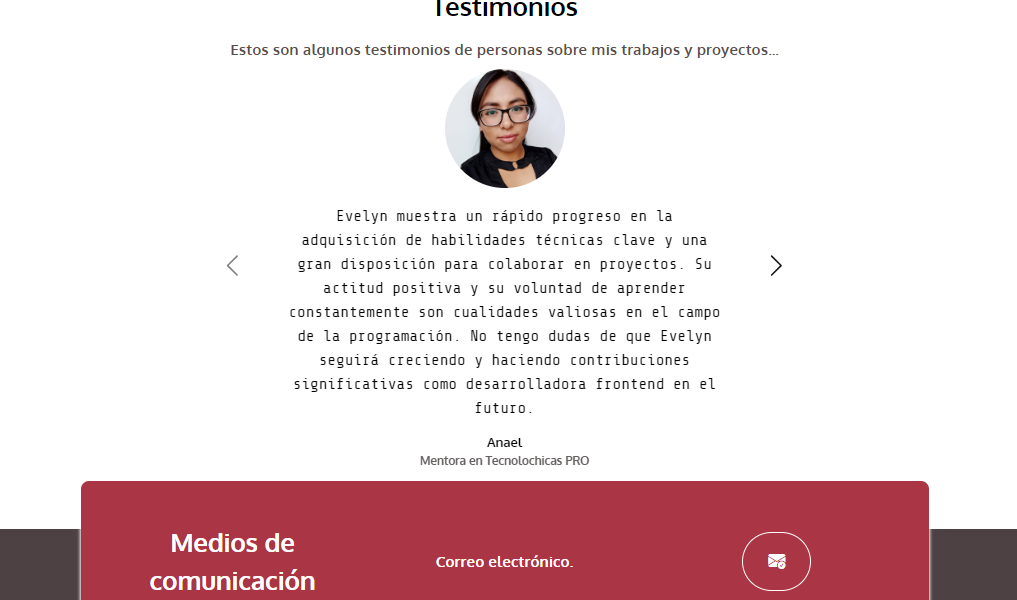 Testimonios
Estos son algunos testimonios de personas sobre mis trabajos y proyectos...
Evelyn muestra un rápido progreso en la
adquisición de habilidades técnicas clave y una
gran disposición para colaborar en proyectos. Su
actitud positiva y su voluntad de aprender
constantemente son cualidades valiosas en el campo
de la programación. No tengo dudas de que Evelyn
seguirá creciendo y haciendo contribuciones
significativas como desarrolladora frontend en el
futuro.
Anael
Mentora en Tecnolochicas PRO
Medios de
comunicación
Correo electrónico.